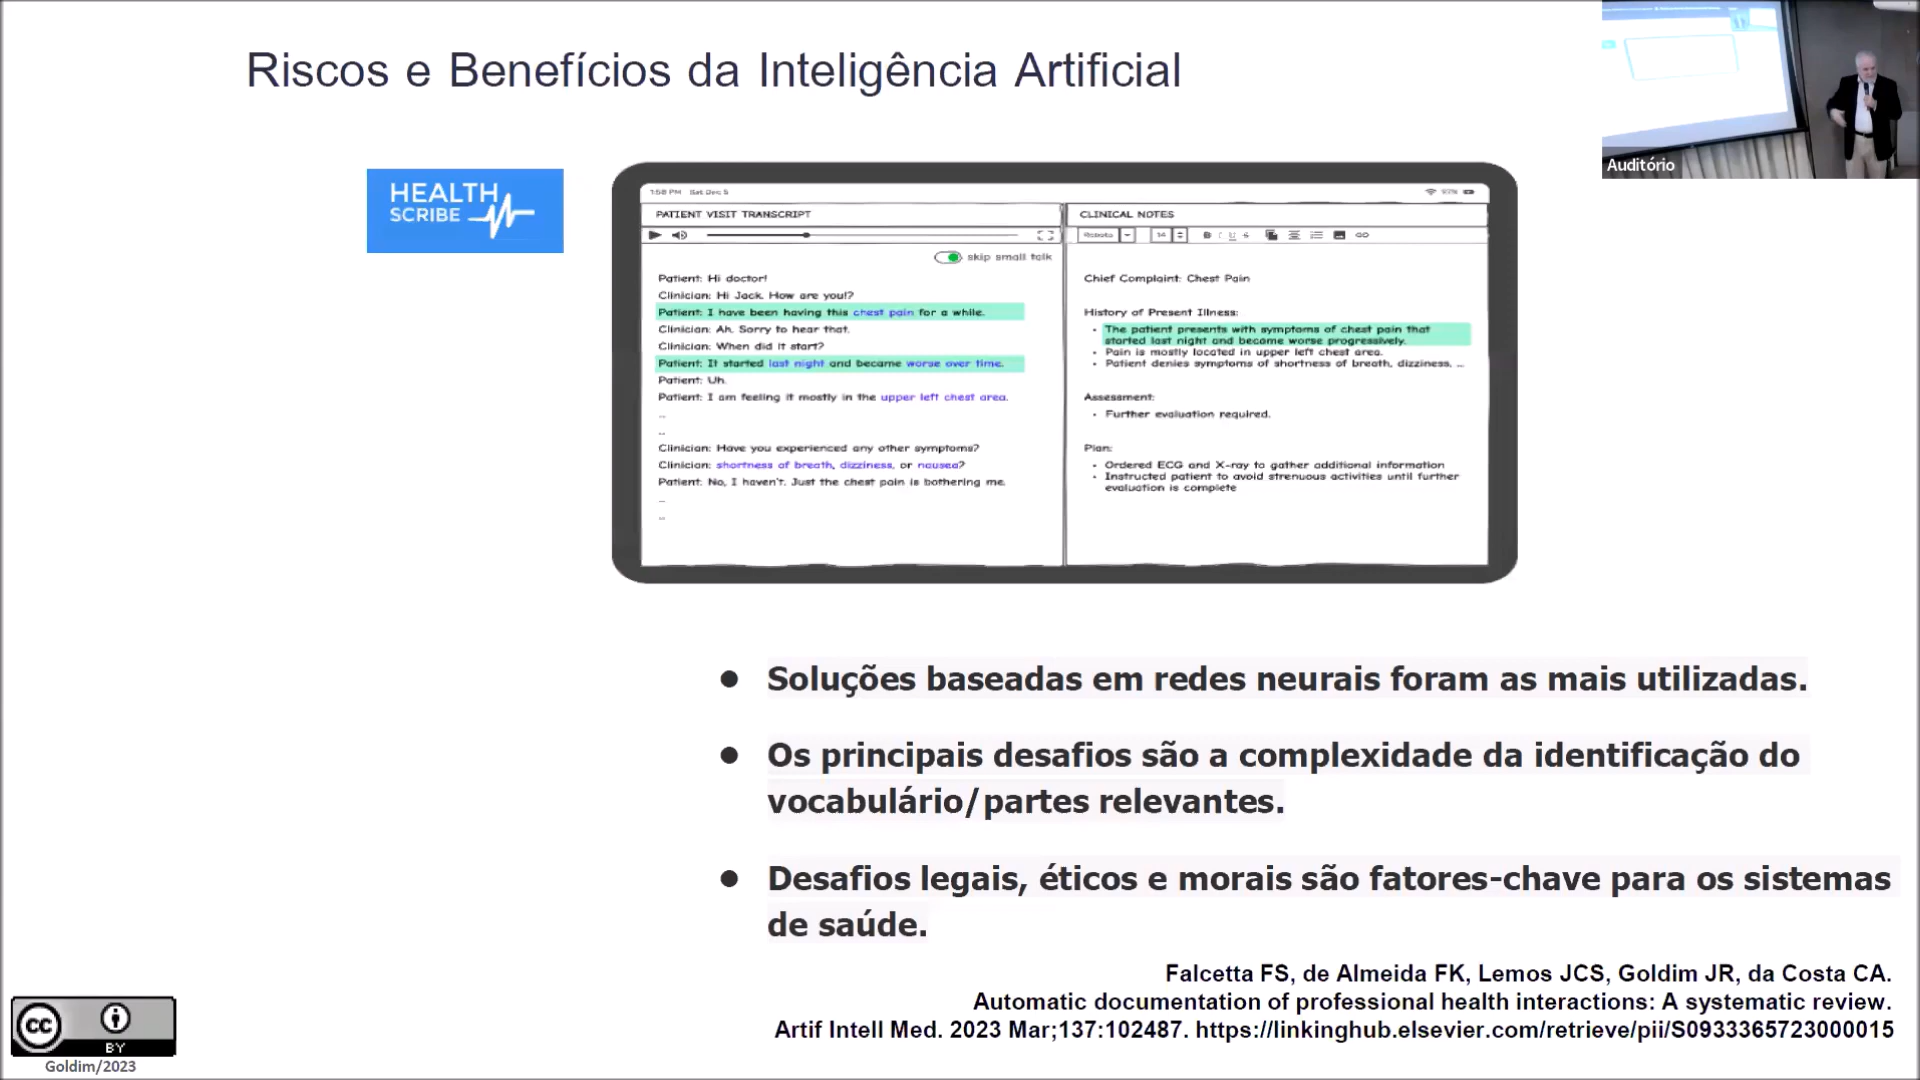 Riscos e Benefícios da Inteligência Artificial
Auditório
HEALTH
SCRIBE
1:58 PM Sat Dec 5
PATIENT VISIT TRANSCRIPT
skip small talk
Patient: Hi doctor!
Clinician: Hi Jack. How are you!?
Patient: I have been having this chest pain for a while.
Clinician: Ah. Sorry to hear that.
Clinician: When did it start?
Patient: It started last night and became worse over time.
Patient: Uh.
Patient: I am feeling it mostly in the upper left chest area.
...
...
Clinician: Have you experienced any other symptoms?
Clinician: shortness of breath, dizziness, or nausea?
Patient: No, I haven't. Just the chest pain is bothering me.
...
...
CLINICAL NOTES
Roboto 14 B I U S
Chief Complaint: Chest Pain
History of Present Illness:
• The patient presents with symptoms of chest pain that
started last night and became worse progressively.
• Pain is mostly located in upper left chest area.
• Patient denies symptoms of shortness of breath, dizziness, ...
Assessment:
• Further evaluation required.
Plan:
• Ordered ECG and X-ray to gather additional information
• Instructed patient to avoid strenuous activities until further
evaluation is complete
• Soluções baseadas em redes neurais foram as mais utilizadas.
• Os principais desafios são a complexidade da identificação do
vocabulário/partes relevantes.
• Desafios legais, éticos e morais são fatores-chave para os sistemas
de saúde.
Falcetta FS, de Almeida FK, Lemos JCS, Goldim JR, da Costa CA.
Automatic documentation of professional health interactions: A systematic review.
Artif Intell Med. 2023 Mar;137:102487. https://linkinghub.elsevier.com/retrieve/pii/S0933365723000015
cc
BY
Goldim/2023